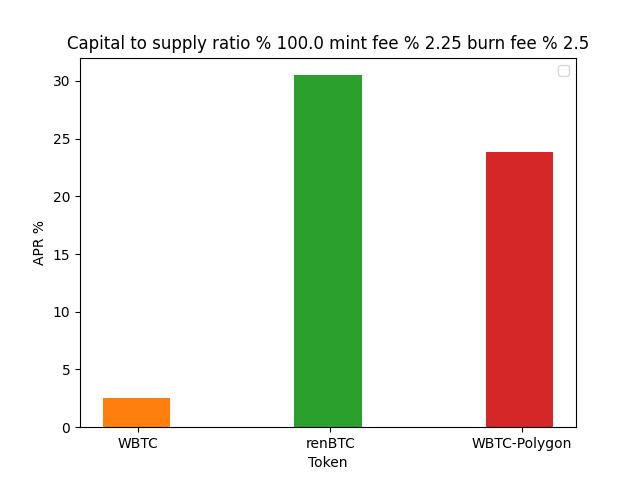 Capital to supply ratio % 100.0 mint fee % 2.25 burn fee % 2.5
30
25
20
15
10
5
0
APR %
WBTC
renBTC
WBTC-Polygon
Token